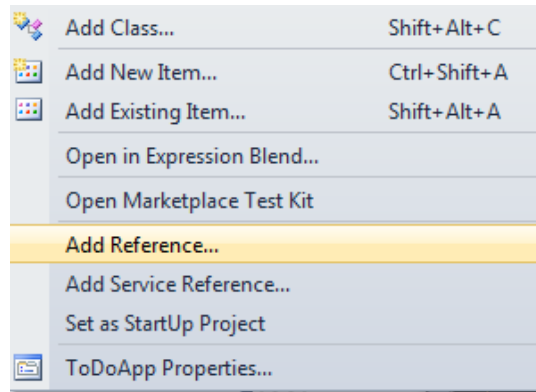 Add Class... Shift+Alt+C
Add New Item... Ctrl+Shift+A
Add Existing Item... Shift+Alt+A
Open in Expression Blend...
Open Marketplace Test Kit
Add Reference...
Add Service Reference...
Set as StartUp Project
ToDoApp Properties...